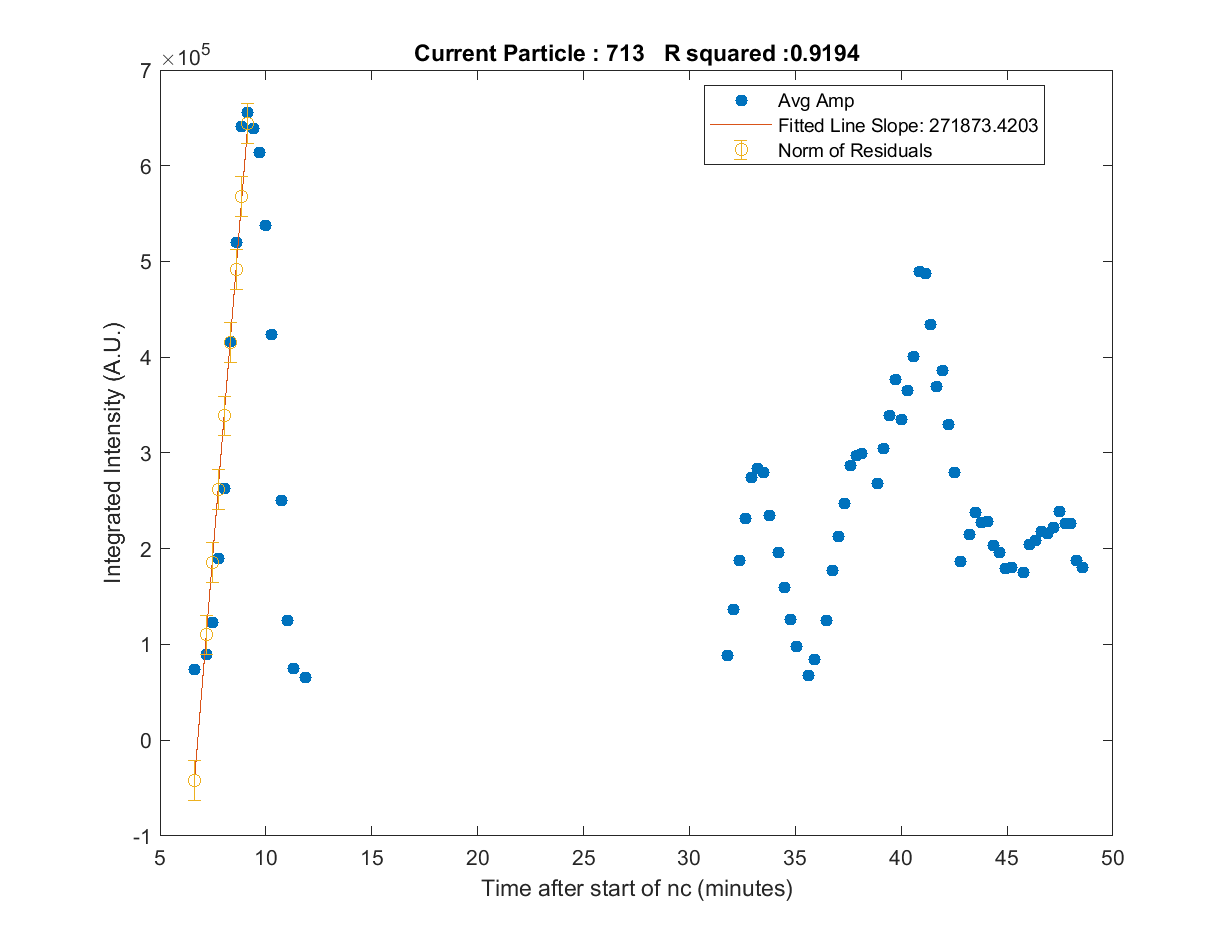 Current Particle : 713 R squared :0.9194
×10^5
7
6
5
4
3
2
1
0
-1
5 10 15 20 25 30 35 40 45 50
Integrated Intensity (A.U.)
Time after start of nc (minutes)
Avg Amp
Fitted Line Slope: 271873.4203
Norm of Residuals